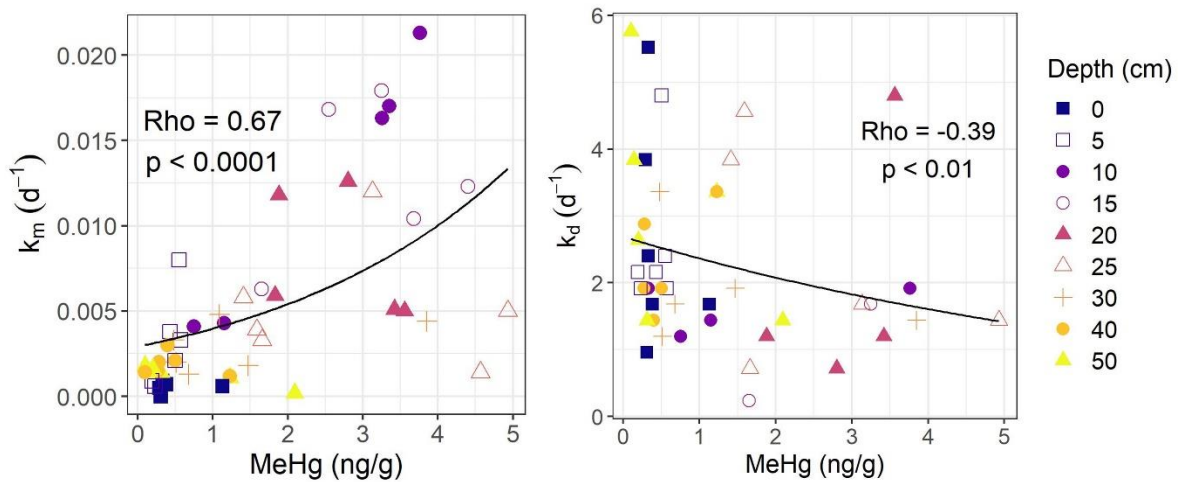 0.020
0.015
0.010
0.005
0.000
k_m (d⁻¹)
Rho = 0.67
p < 0.0001
0 1 2 3 4 5
MeHg (ng/g)
6
4
2
0
k_d (d⁻¹)
Rho = -0.39
p < 0.01
0 1 2 3 4 5
MeHg (ng/g)
Depth (cm)
0
5
10
15
20
25
30
40
50